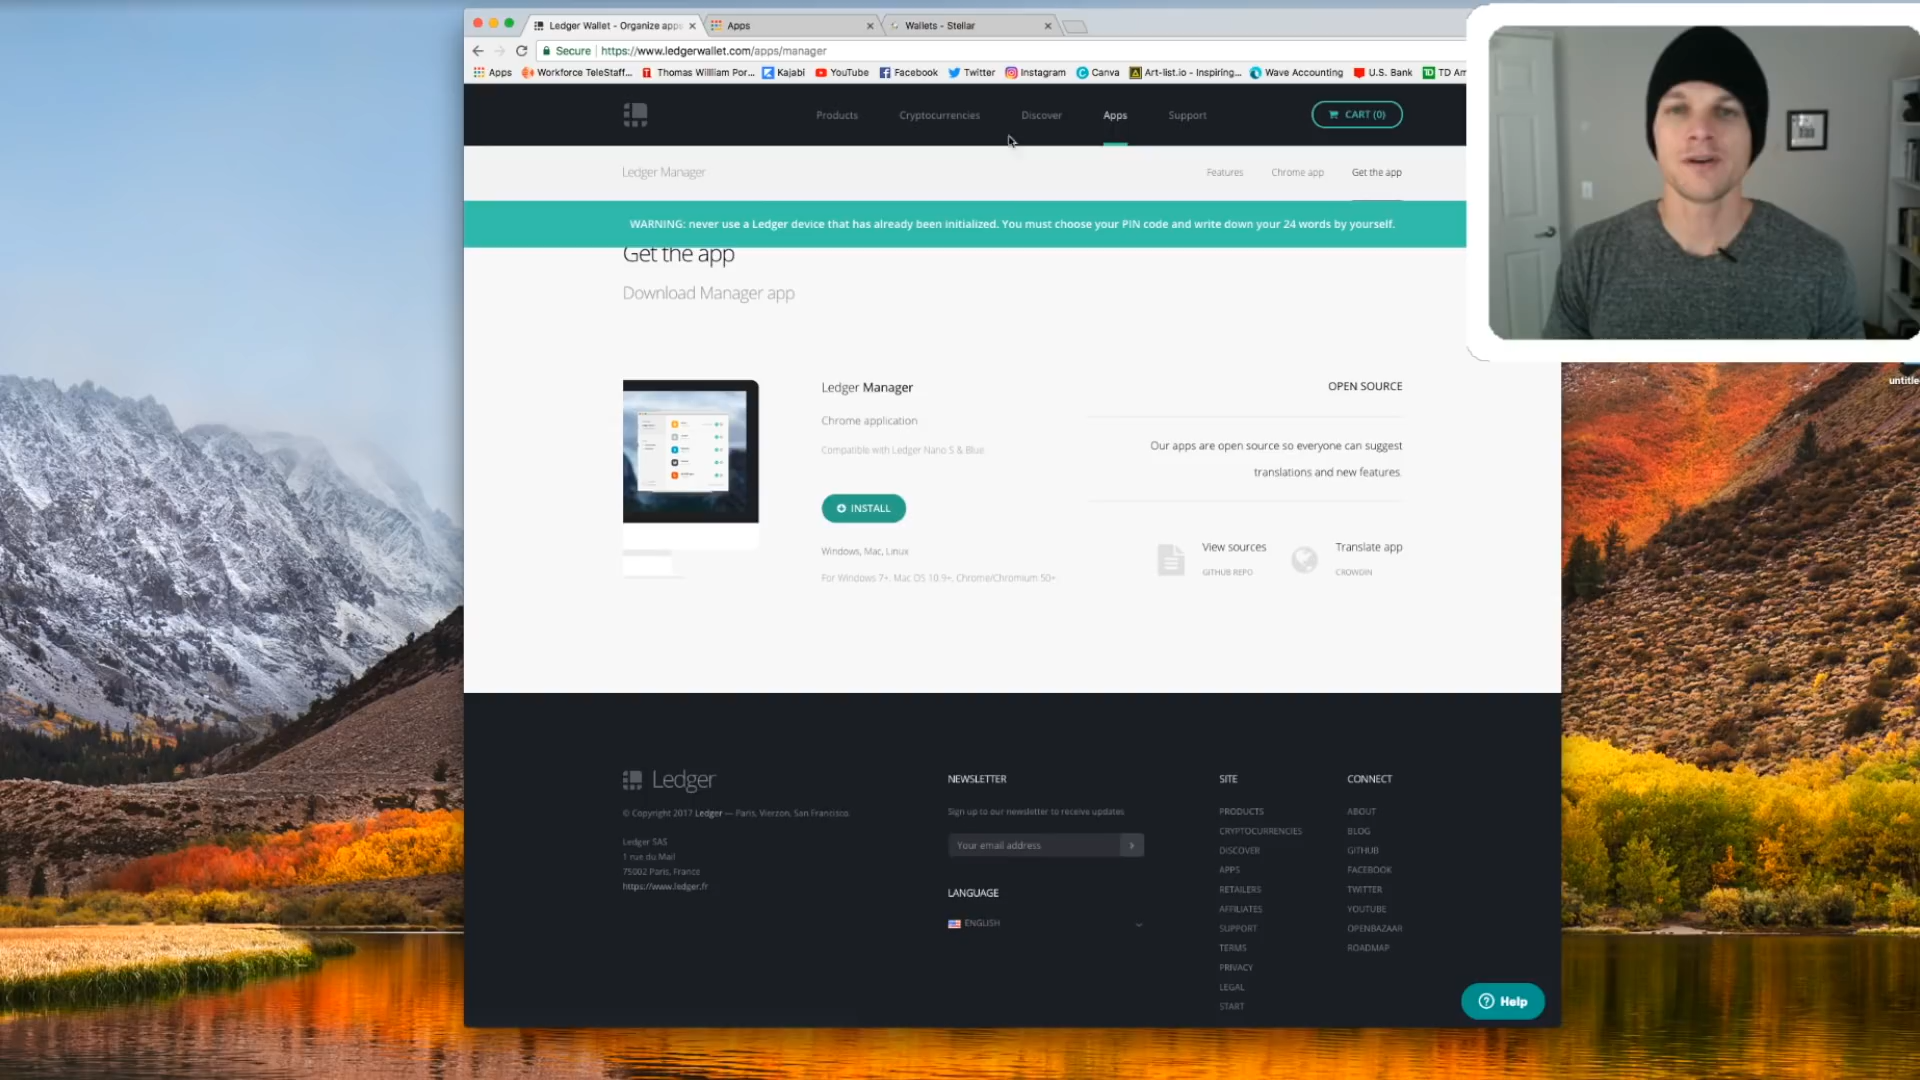 Ledger Wallet - Organize apps
Apps
Wallets - Stellar
Secure
https://www.ledgerwallet.com/apps/manager
Apps
Workforce TeleStaff...
Thomas Willliam Por...
Kajabi
YouTube
Facebook
Twitter
Instagram
Canva
Art-list.io - Inspiring...
Wave Accounting
U.S. Bank
TD Am
Products
Cryptocurrencies
Discover
Apps
Support
CART (0)
Ledger Manager
Features
Chrome app
Get the app
WARNING: never use a Ledger device that has already been initialized. You must choose your PIN code and write down your 24 words by yourself.
Get the app
Download Manager app
Ledger Manager
Chrome application
Compatible with Ledger Nano S & Blue
INSTALL
Windows, Mac, Linux
For Windows 7+, Mac OS 10.9+, Chrome/Chromium 50+
OPEN SOURCE
Our apps are open source so everyone can suggest
translations and new features.
View sources
GITHUB REPO
Translate app
CROWDIN
untitle
Ledger
© Copyright 2017 Ledger — Paris, Vierzon, San Francisco
Ledger SAS
1 rue du Mail
75002 Paris, France
https://www.ledger.fr
NEWSLETTER
Sign up to our newsletter to receive updates
Your email address
LANGUAGE
ENGLISH
SITE
PRODUCTS
CRYPTOCURRENCIES
DISCOVER
APPS
RETAILERS
AFFILIATES
SUPPORT
TERMS
PRIVACY
LEGAL
START
CONNECT
ABOUT
BLOG
GITHUB
FACEBOOK
TWITTER
YOUTUBE
OPENBAZAAR
ROADMAP
Help